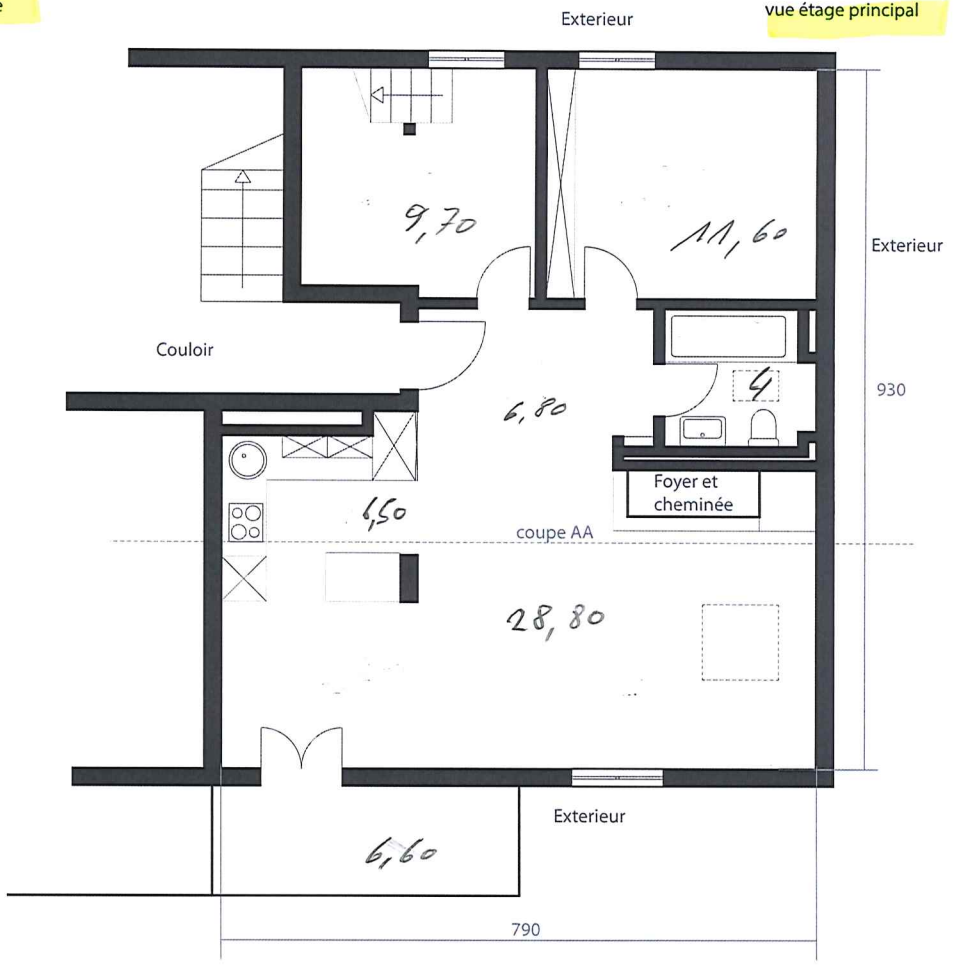 Exterieur
vue étage principal
9,70
11,60
Exterieur
Couloir
930
6,80
4
Foyer et
cheminée
6,50
coupe AA
28,80
Exterieur
6,60
790